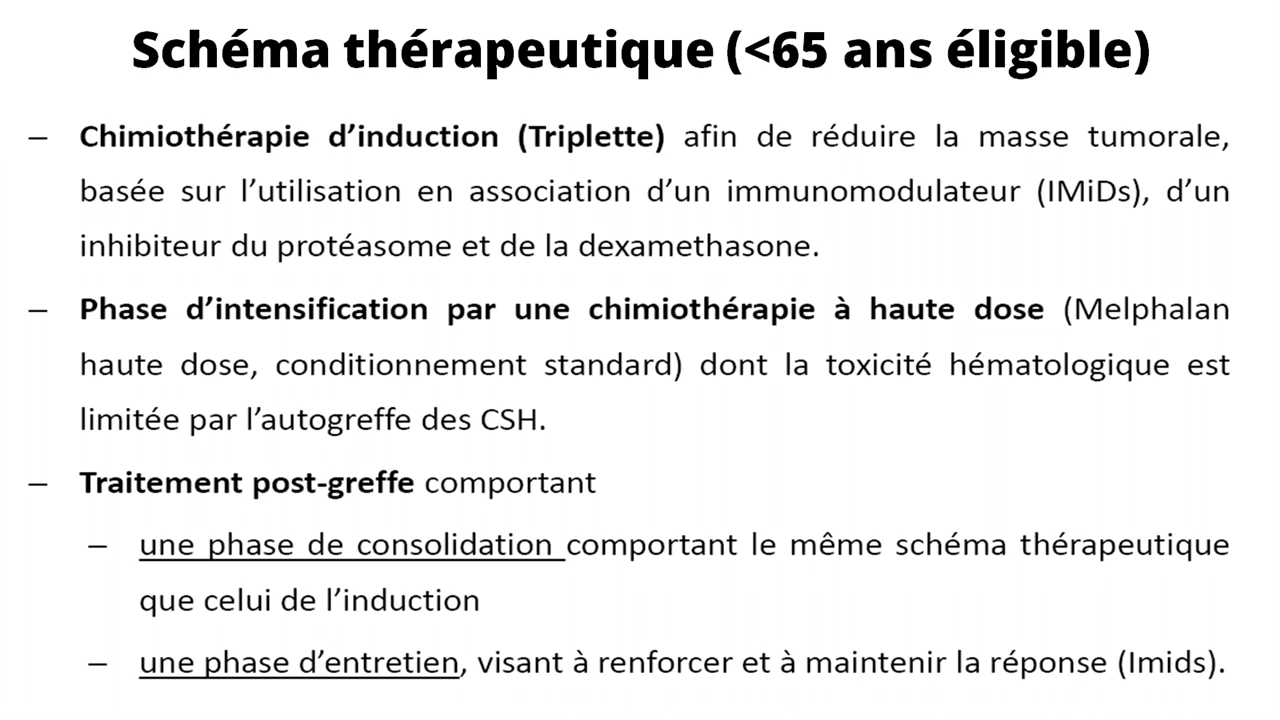 Schéma thérapeutique (<65 ans éligible)
– Chimiothérapie d’induction (Triplette) afin de réduire la masse tumorale,
basée sur l’utilisation en association d’un immunomodulateur (IMiDs), d’un
inhibiteur du protéasome et de la dexamethasone.
– Phase d’intensification par une chimiothérapie à haute dose (Melphalan
haute dose, conditionnement standard) dont la toxicité hématologique est
limitée par l’autogreffe des CSH.
– Traitement post-greffe comportant
– une phase de consolidation comportant le même schéma thérapeutique
que celui de l’induction
– une phase d’entretien, visant à renforcer et à maintenir la réponse (Imids).